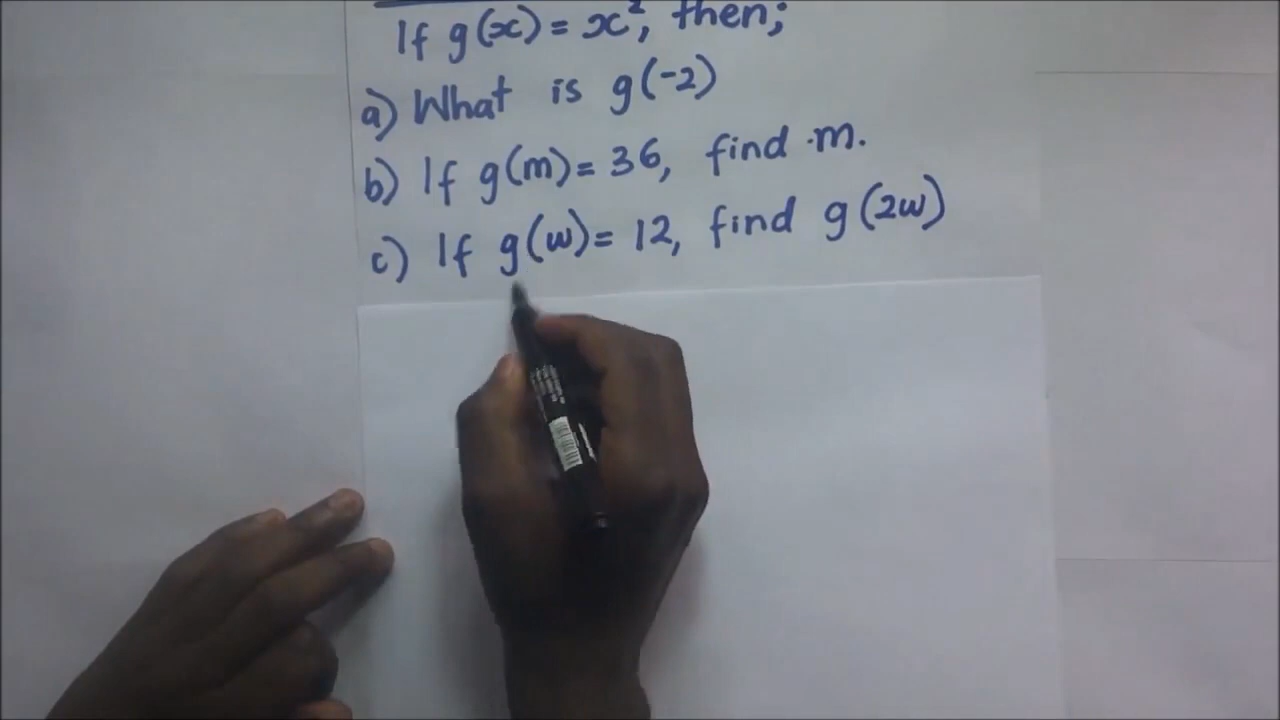 If g(x) = x², then;
a) What is g(-2)
b) If g(m) = 36, find m.
c) If g(w) = 12, find g(2w)